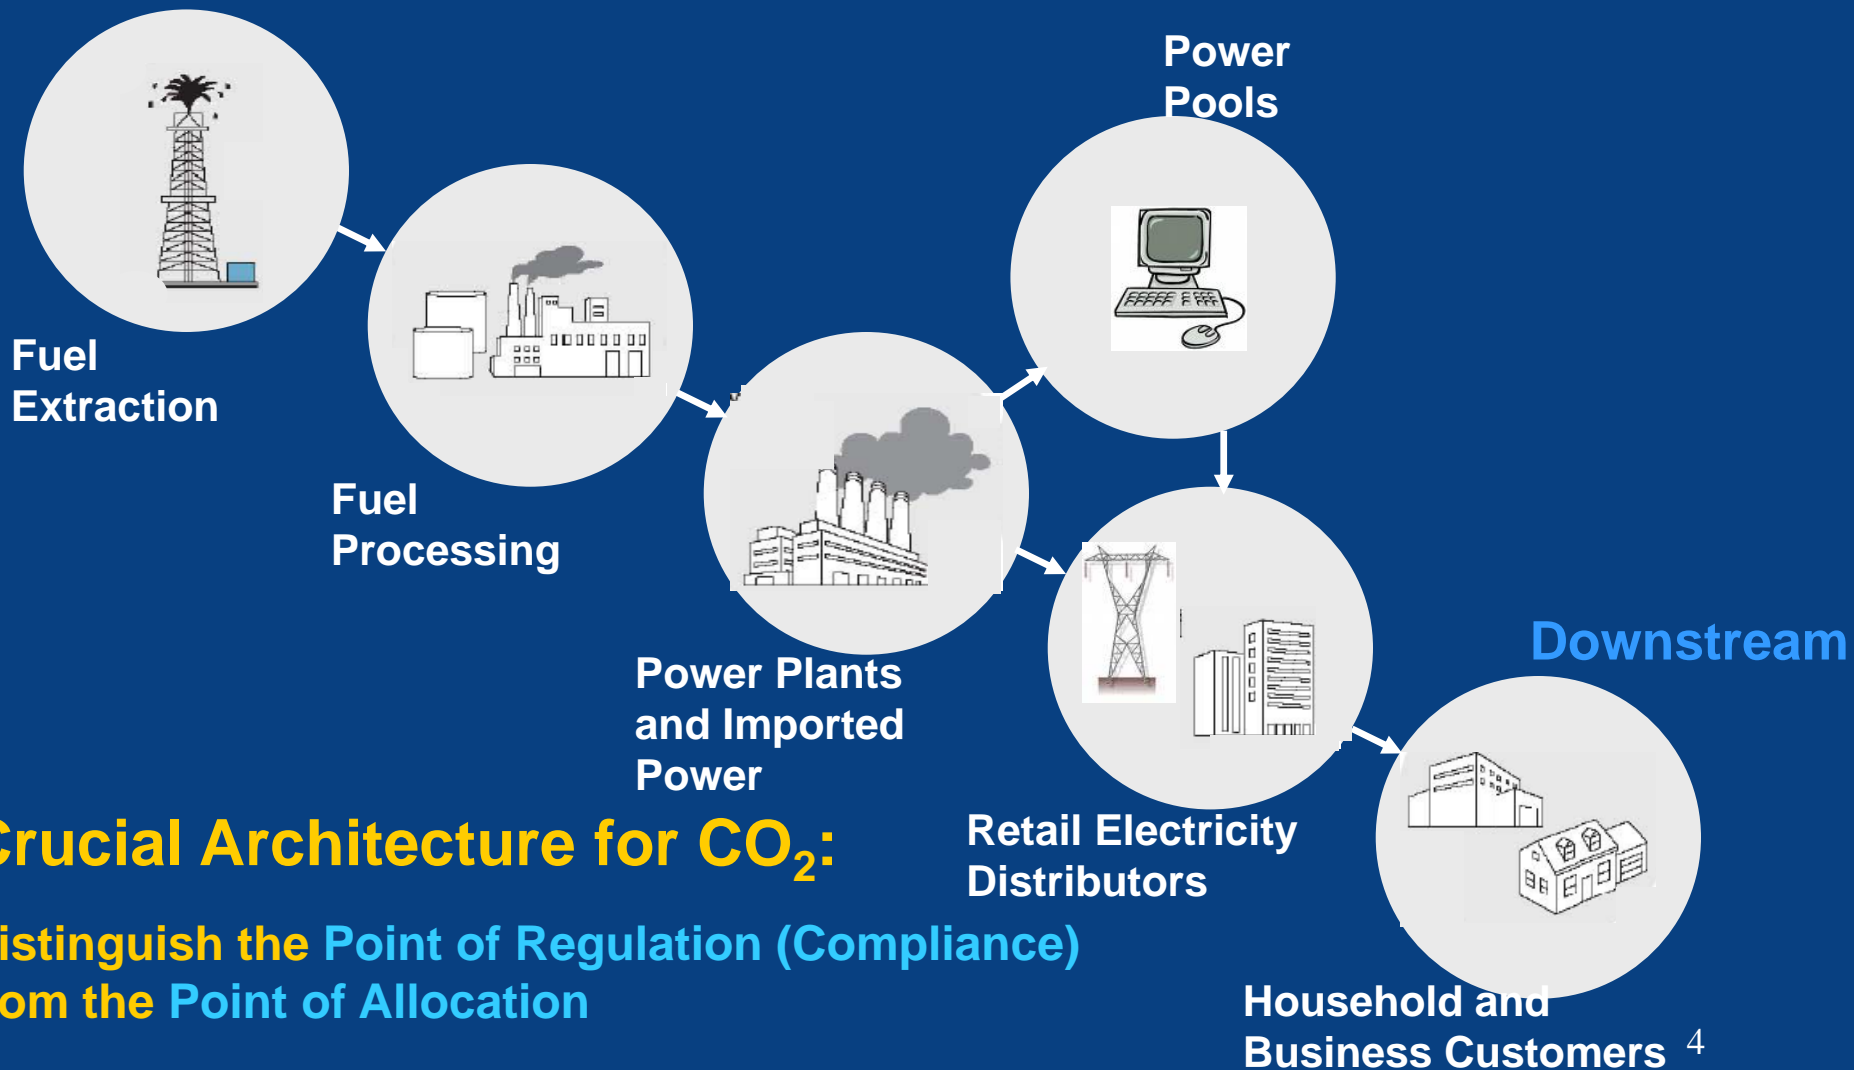 Power
Pools
Fuel
Extraction
Fuel
Processing
Power Plants
and Imported
Power
Downstream
Retail Electricity
Distributors
Crucial Architecture for CO₂:
istinguish the Point of Regulation (Compliance)
om the Point of Allocation
Household and
Business Customers 4